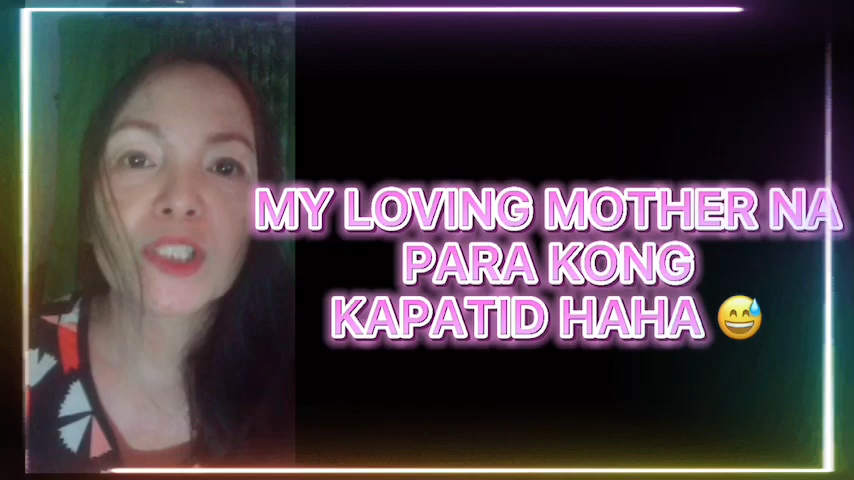 MY LOVING MOTHER NA
PARA KONG
KAPATID HAHA 😅